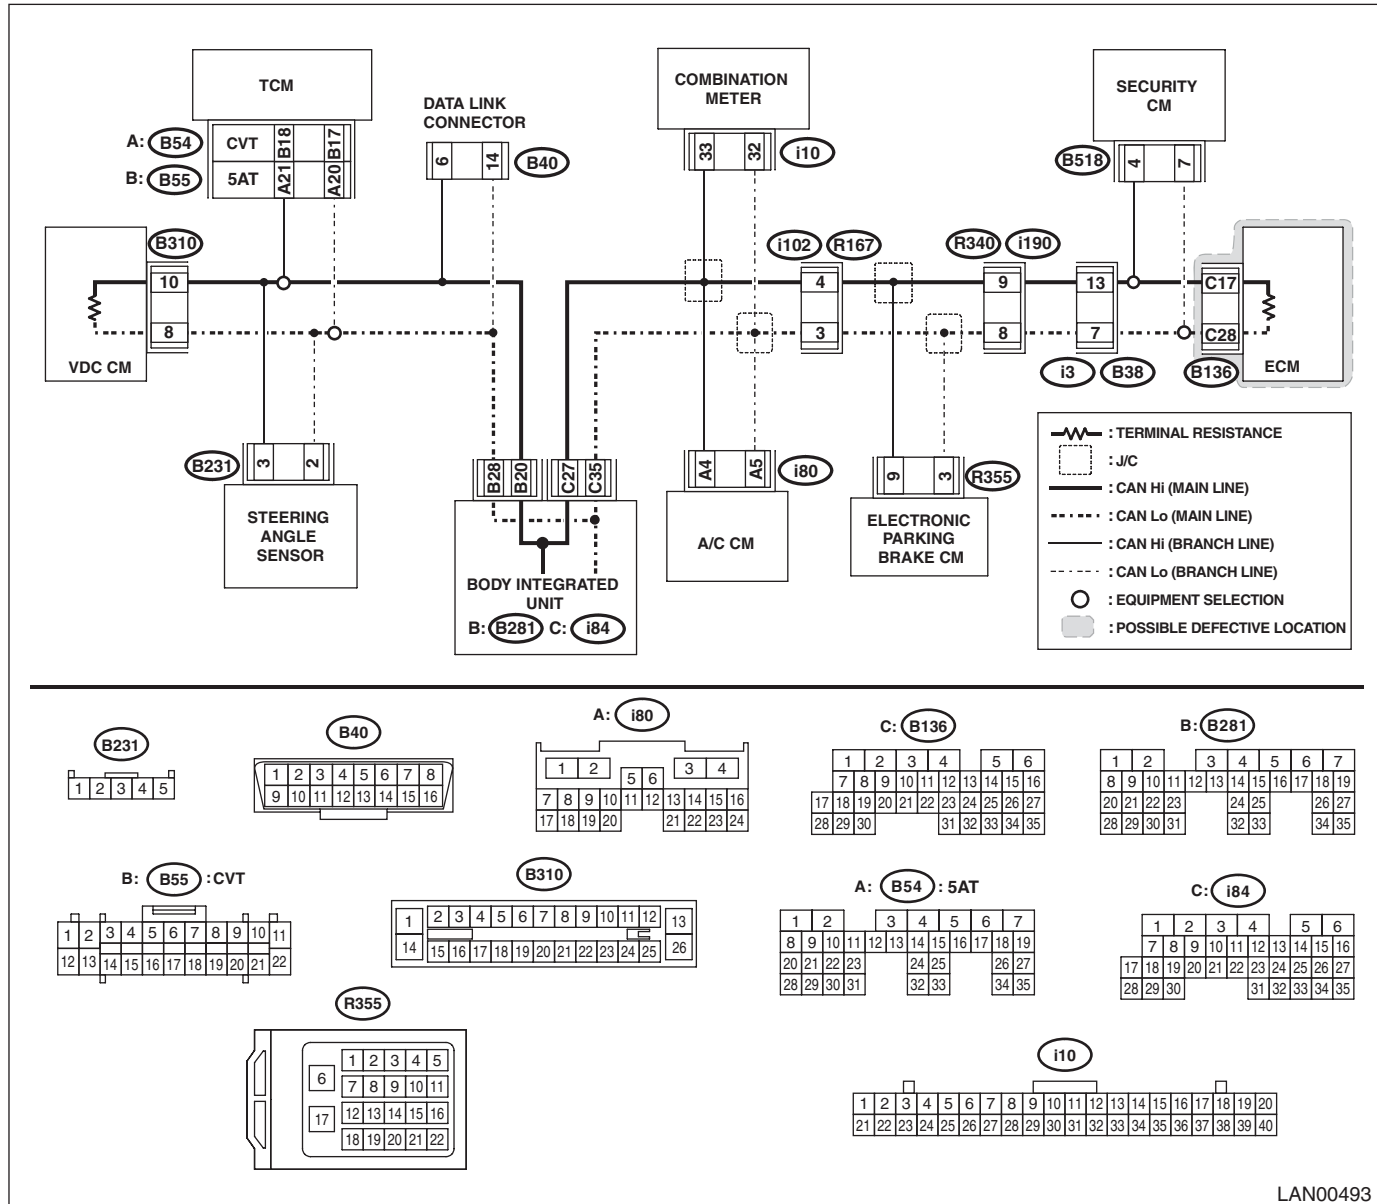 TCM
COMBINATION
METER
SECURITY
CM
DATA LINK
CONNECTOR
A: B54 CVT B18 B17
B: B55 5AT A21 A20
6 14 B40
33 32 i10
B518 4 7
B310
i102 R167
R340 i190
10
4
9
13
C17
8
3
8
7
C28
VDC CM
i3 B38
B136
ECM
B231 3 2
B28 B20 C27 C35
A4 A5 i80
9 3 R355
STEERING
ANGLE
SENSOR
BODY INTEGRATED
UNIT
B: B281 C: i84
A/C CM
ELECTRONIC
PARKING
BRAKE CM
: TERMINAL RESISTANCE
: J/C
: CAN Hi (MAIN LINE)
: CAN Lo (MAIN LINE)
: CAN Hi (BRANCH LINE)
: CAN Lo (BRANCH LINE)
: EQUIPMENT SELECTION
: POSSIBLE DEFECTIVE LOCATION
B231
1 2 3 4 5
B40
1 2 3 4 5 6 7 8
9 10 11 12 13 14 15 16
A: i80
1 2 3 4
5 6
7 8 9 10 11 12 13 14 15 16
17 18 19 20 21 22 23 24
C: B136
1 2 3 4 5 6
7 8 9 10 11 12 13 14 15 16
17 18 19 20 21 22 23 24 25 26 27
28 29 30 31 32 33 34 35
B: B281
1 2 3 4 5 6 7
8 9 10 11 12 13 14 15 16 17 18 19
20 21 22 23 24 25 26 27
28 29 30 31 32 33 34 35
B: B55 : CVT
1 2 3 4 5 6 7 8 9 10 11
12 13 14 15 16 17 18 19 20 21 22
B310
1 2 3 4 5 6 7 8 9 10 11 12 13
14 15 16 17 18 19 20 21 22 23 24 25 26
A: B54 : 5AT
1 2 3 4 5 6 7
8 9 10 11 12 13 14 15 16 17 18 19
20 21 22 23 24 25 26 27
28 29 30 31 32 33 34 35
C: i84
1 2 3 4 5 6
7 8 9 10 11 12 13 14 15 16
17 18 19 20 21 22 23 24 25 26 27
28 29 30 31 32 33 34 35
R355
1 2 3 4 5
6
7 8 9 10 11
12 13 14 15 16
17
18 19 20 21 22
i10
1 2 3 4 5 6 7 8 9 10 11 12 13 14 15 16 17 18 19 20
21 22 23 24 25 26 27 28 29 30 31 32 33 34 35 36 37 38 39 40
LAN00493